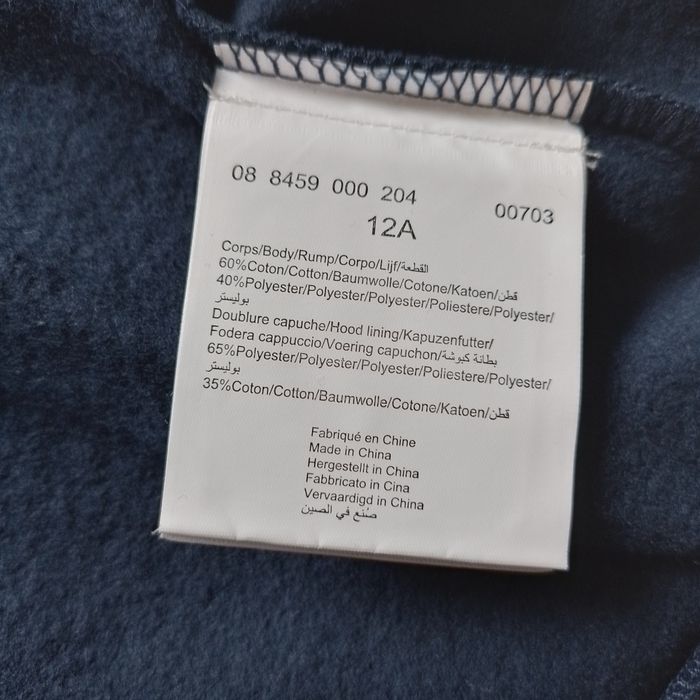 08 8459 000 204 00703
12A
Corps/Body/Rump/Corpo/Lijf/القطعة
60%Coton/Cotton/Baumwolle/Cotone/Katoen/قطن
40%Polyester/Polyester/Polyester/Poliestere/Polyester/
بوليستر
Doublure capuche/Hood lining/Kapuzenfutter/
Fodera cappuccio/Voering capuchon/بطانة كبوشة
65%Polyester/Polyester/Polyester/Poliestere/Polyester/
بوليستر
35%Coton/Cotton/Baumwolle/Cotone/Katoen/قطن
Fabriqué en Chine
Made in China
Hergestellt in China
Fabbricato in Cina
Vervaardigd in China
صُنع في الصين